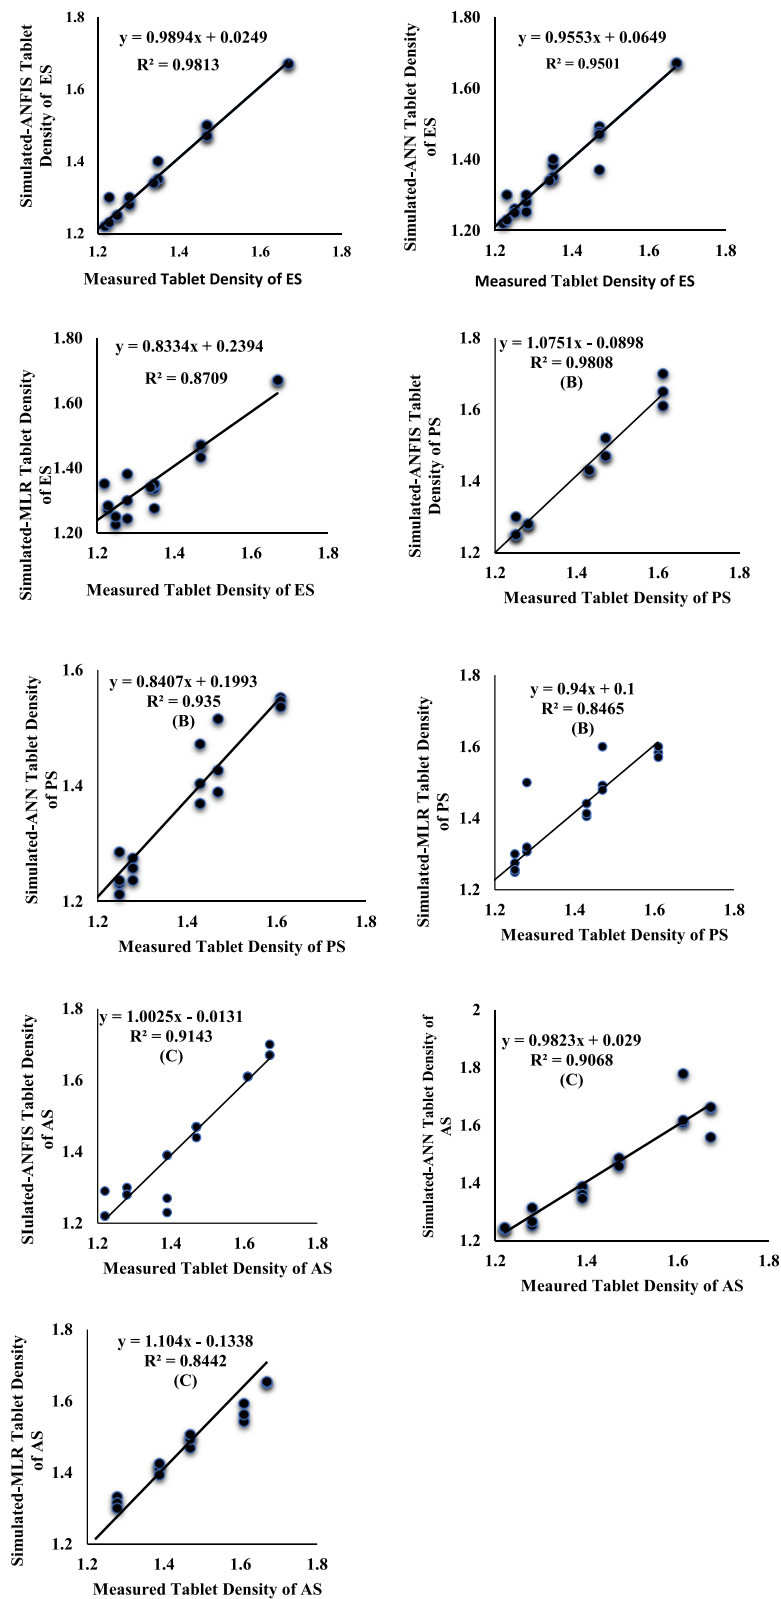 1.8
1.6
1.4
1.2
1.2
1.4
1.6
1.8
y = 0.9894x + 0.0249
R² = 0.9813
Simulated-ANFIS Tablet
Density of ES
Measured Tablet Density of ES
1.80
1.60
1.40
1.20
1.2
1.4
1.6
1.8
y = 0.9553x + 0.0649
R² = 0.9501
Simulated-ANN Tablet Density
of ES
Measured Tablet Density of ES
1.80
1.60
1.40
1.20
1.2
1.4
1.6
1.8
y = 0.8334x + 0.2394
R² = 0.8709
Simulated-MLR Tablet Density
of ES
Measured Tablet Density of ES
1.8
1.6
1.4
1.2
1.2
1.4
1.6
1.8
y = 1.0751x - 0.0898
R² = 0.9808
(B)
Simulated-ANFIS Tablet
Density of PS
Measured Tablet Density of PS
1.6
1.4
1.2
1.2
1.4
1.6
1.8
y = 0.8407x + 0.1993
R² = 0.935
(B)
Simulated-ANN Tablet Density
of PS
Measured Tablet Density of PS
1.8
1.6
1.4
1.2
1.2
1.4
1.6
1.8
y = 0.94x + 0.1
R² = 0.8465
(B)
Simulated-MLR Tablet Density
of PS
Measured Tablet Density of PS
1.8
1.6
1.4
1.2
1.2
1.4
1.6
1.8
y = 1.0025x - 0.0131
R² = 0.9143
(C)
SIulated-ANFIS Tablet Density
of AS
Measured Tablet Density of AS
2
1.8
1.6
1.4
1.2
1.2
1.4
1.6
1.8
y = 0.9823x + 0.029
R² = 0.9068
(C)
Simulated-ANN Tablet Density of
AS
Meaured Tablet Density of AS
1.8
1.6
1.4
1.2
1.2
1.4
1.6
1.8
y = 1.104x - 0.1338
R² = 0.8442
(C)
Simulated-MLR Tablet Density
of AS
Measured Tablet Density of AS